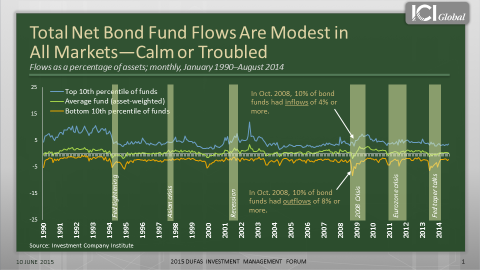 ICI Global
Total Net Bond Fund Flows Are Modest in
All Markets—Calm or Troubled
Flows as a percentage of assets; monthly, January 1990–August 2014
25
15
5
-5
-15
-25
Top 10th percentile of funds
Average fund (asset-weighted)
Bottom 10th percentile of funds
In Oct. 2008, 10% of bond
funds had inflows of 4% or
more.
In Oct. 2008, 10% of bond
funds had outflows of 8% or
more.
Fed tightening
Asian crisis
Recession
2008 Crisis
Eurozone crisis
Fed taper talks
1990
1991
1992
1993
1994
1995
1996
1997
1998
1999
2000
2001
2002
2003
2004
2005
2006
2007
2008
2009
2010
2011
2012
2013
2014
Source: Investment Company Institute
10 JUNE 2015
2015 DUFAS INVESTMENT MANAGEMENT FORUM
1